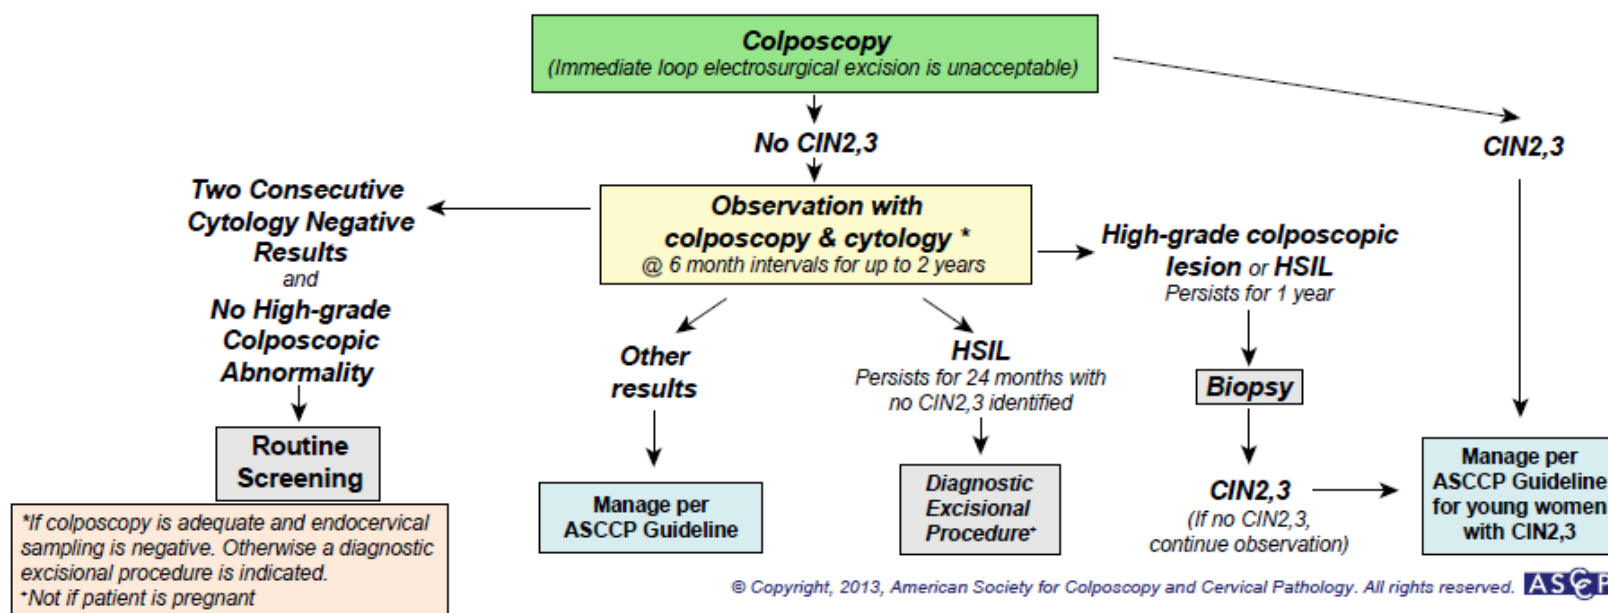 Colposcopy
(Immediate loop electrosurgical excision is unacceptable)
No CIN2,3
CIN2,3
Two Consecutive
Cytology Negative
Results
and
No High-grade
Colposcopic
Abnormality
Observation with
colposcopy & cytology *
@ 6 month intervals for up to 2 years
High-grade colposcopic
lesion or HSIL
Persists for 1 year
Other
results
HSIL
Persists for 24 months with
no CIN2,3 identified
Biopsy
Routine
Screening
Manage per
ASCCP Guideline
Diagnostic
Excisional
Procedure⁺
CIN2,3
(If no CIN2,3,
continue observation)
Manage per
ASCCP Guideline
for young women
with CIN2,3
*If colposcopy is adequate and endocervical
sampling is negative. Otherwise a diagnostic
excisional procedure is indicated.
⁺Not if patient is pregnant
© Copyright, 2013, American Society for Colposcopy and Cervical Pathology. All rights reserved.
ASCCP